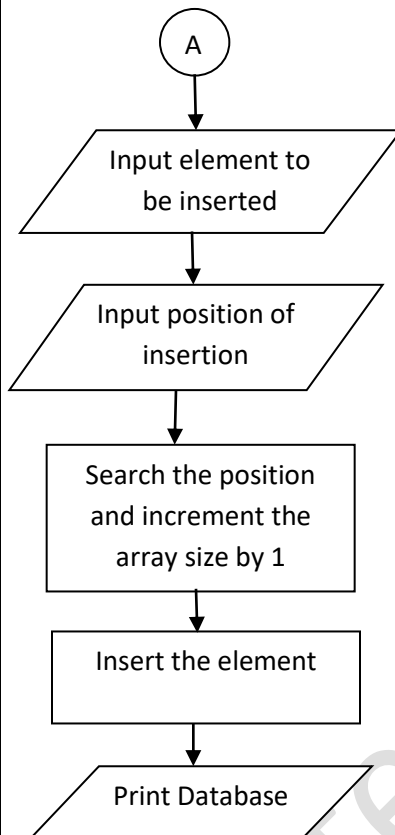 A
Input element to
be inserted
Input position of
insertion
Search the position
and increment the
array size by 1
Insert the element
Print Database